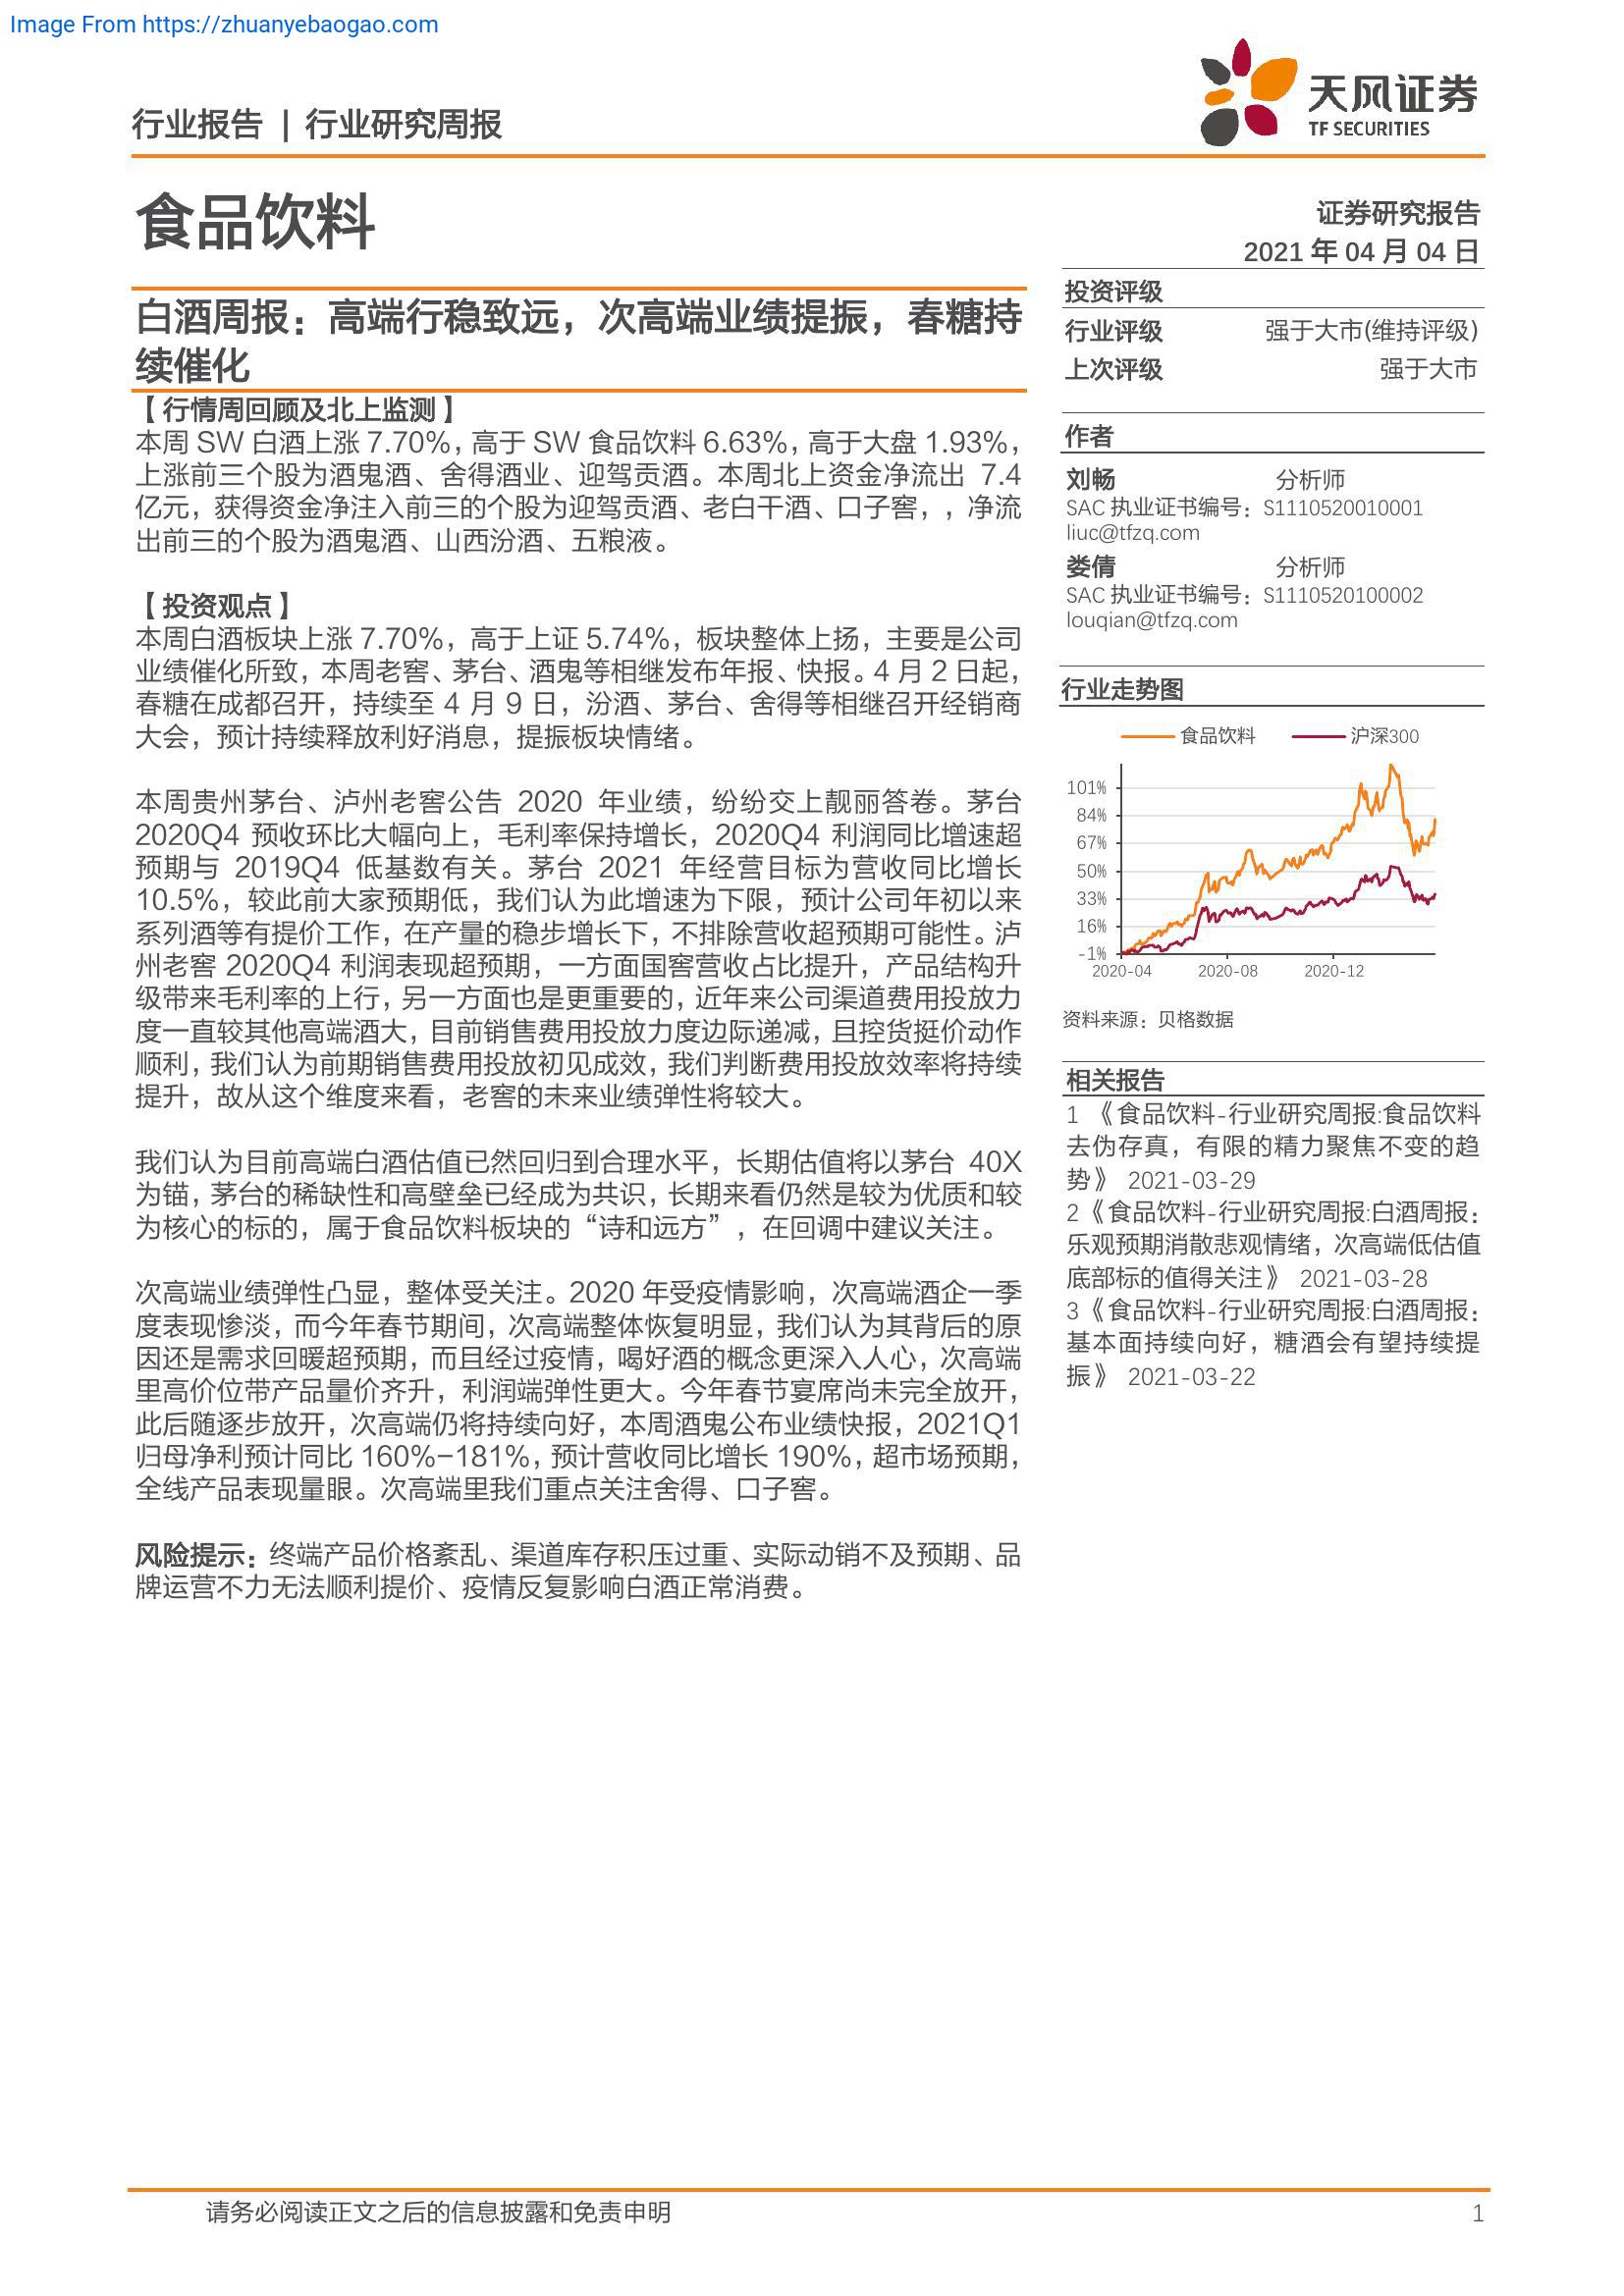 Image From https://zhuanyebaogao.com
行业报告 | 行业研究周报
天风证券
TF SECURITIES
食品饮料
证券研究报告
2021 年 04 月 04 日
白酒周报：高端行稳致远，次高端业绩提振，春糖持
续催化
【行情周回顾及北上监测】
本周 SW 白酒上涨 7.70%，高于 SW 食品饮料 6.63%，高于大盘 1.93%，
上涨前三个股为酒鬼酒、舍得酒业、迎驾贡酒。本周北上资金净流出 7.4
亿元，获得资金净注入前三的个股为迎驾贡酒、老白干酒、口子窖，，净流
出前三的个股为酒鬼酒、山西汾酒、五粮液。
【投资观点】
本周白酒板块上涨 7.70%，高于上证 5.74%，板块整体上扬，主要是公司
业绩催化所致，本周老窖、茅台、酒鬼等相继发布年报、快报。4 月 2 日起，
春糖在成都召开，持续至 4 月 9 日，汾酒、茅台、舍得等相继召开经销商
大会，预计持续释放利好消息，提振板块情绪。
本周贵州茅台、泸州老窖公告 2020 年业绩，纷纷交上靓丽答卷。茅台
2020Q4 预收环比大幅向上，毛利率保持增长，2020Q4 利润同比增速超
预期与 2019Q4 低基数有关。茅台 2021 年经营目标为营收同比增长
10.5%，较此前大家预期低，我们认为此增速为下限，预计公司年初以来
系列酒等有提价工作，在产量的稳步增长下，不排除营收超预期可能性。泸
州老窖 2020Q4 利润表现超预期，一方面国窖营收占比提升，产品结构升
级带来毛利率的上行，另一方面也是更重要的，近年来公司渠道费用投放力
度一直较其他高端酒大，目前销售费用投放力度边际递减，且控货挺价动作
顺利，我们认为前期销售费用投放初见成效，我们判断费用投放效率将持续
提升，故从这个维度来看，老窖的未来业绩弹性将较大。
我们认为目前高端白酒估值已然回归到合理水平，长期估值将以茅台 40X
为锚，茅台的稀缺性和高壁垒已经成为共识，长期来看仍然是较为优质和较
为核心的标的，属于食品饮料板块的“诗和远方”，在回调中建议关注。
次高端业绩弹性凸显，整体受关注。2020 年受疫情影响，次高端酒企一季
度表现惨淡，而今年春节期间，次高端整体恢复明显，我们认为其背后的原
因还是需求回暖超预期，而且经过疫情，喝好酒的概念更深入人心，次高端
里高价位带产品量价齐升，利润端弹性更大。今年春节宴席尚未完全放开，
此后随逐步放开，次高端仍将持续向好，本周酒鬼公布业绩快报，2021Q1
归母净利预计同比 160%-181%，预计营收同比增长 190%，超市场预期，
全线产品表现量眼。次高端里我们重点关注舍得、口子窖。
风险提示：终端产品价格紊乱、渠道库存积压过重、实际动销不及预期、品
牌运营不力无法顺利提价、疫情反复影响白酒正常消费。
投资评级
行业评级 强于大市(维持评级)
上次评级 强于大市
作者
刘畅 分析师
SAC 执业证书编号：S1110520010001
liuc@tfzq.com
娄倩 分析师
SAC 执业证书编号：S1110520100002
louqian@tfzq.com
行业走势图
食品饮料 沪深300
101%
84%
67%
50%
33%
16%
-1%
2020-04 2020-08 2020-12
资料来源：贝格数据
相关报告
1 《食品饮料-行业研究周报:食品饮料
去伪存真，有限的精力聚焦不变的趋
势》 2021-03-29
2《食品饮料-行业研究周报:白酒周报：
乐观预期消散悲观情绪，次高端低估值
底部标的值得关注》 2021-03-28
3《食品饮料-行业研究周报:白酒周报：
基本面持续向好，糖酒会有望持续提
振》 2021-03-22
请务必阅读正文之后的信息披露和免责申明 1